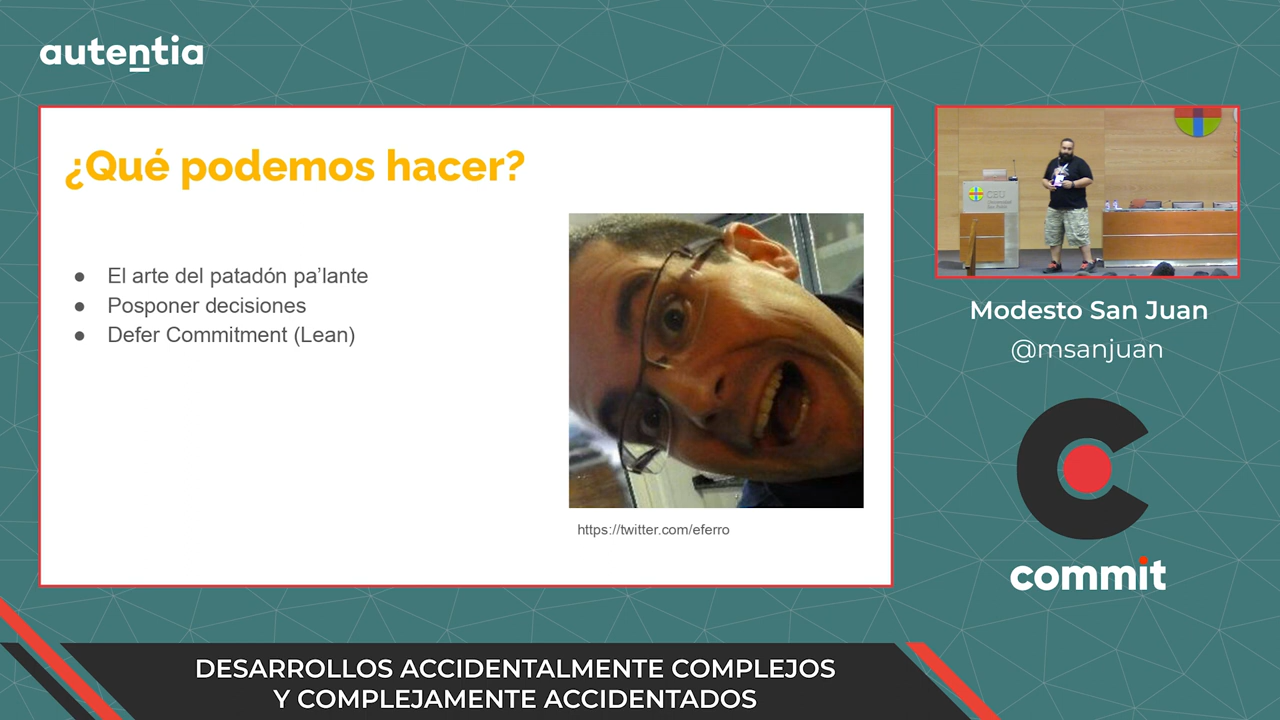 autentia
¿Qué podemos hacer?
● El arte del patadón pa’lante
● Posponer decisiones
● Defer Commitment (Lean)
https://twitter.com/eferro
CEU
Modesto San Juan
@msanjuan
commit
DESARROLLOS ACCIDENTALMENTE COMPLEJOS
Y COMPLEJAMENTE ACCIDENTADOS